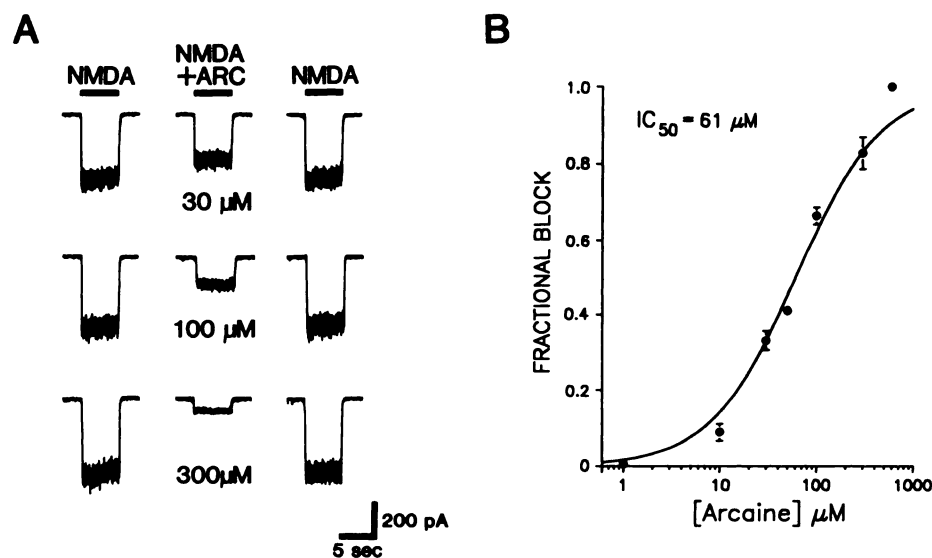 A
NMDA
NMDA
+ARC
NMDA
30 µM
100 µM
300µM
200 pA
5 sec
B
IC50 = 61 µM
FRACTIONAL BLOCK
1.0
0.8
0.6
0.4
0.2
0
1
10
100
1000
[Arcaine] µM